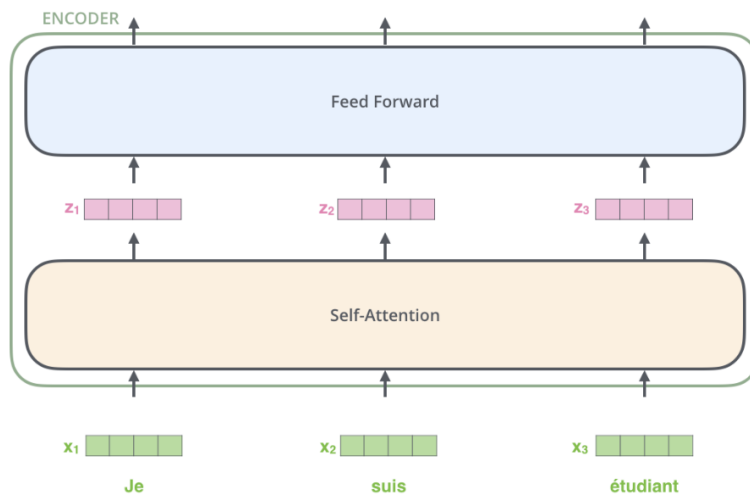 ENCODER
Feed Forward
z1 z2 z3
Self-Attention
x1 x2 x3
Je suis étudiant